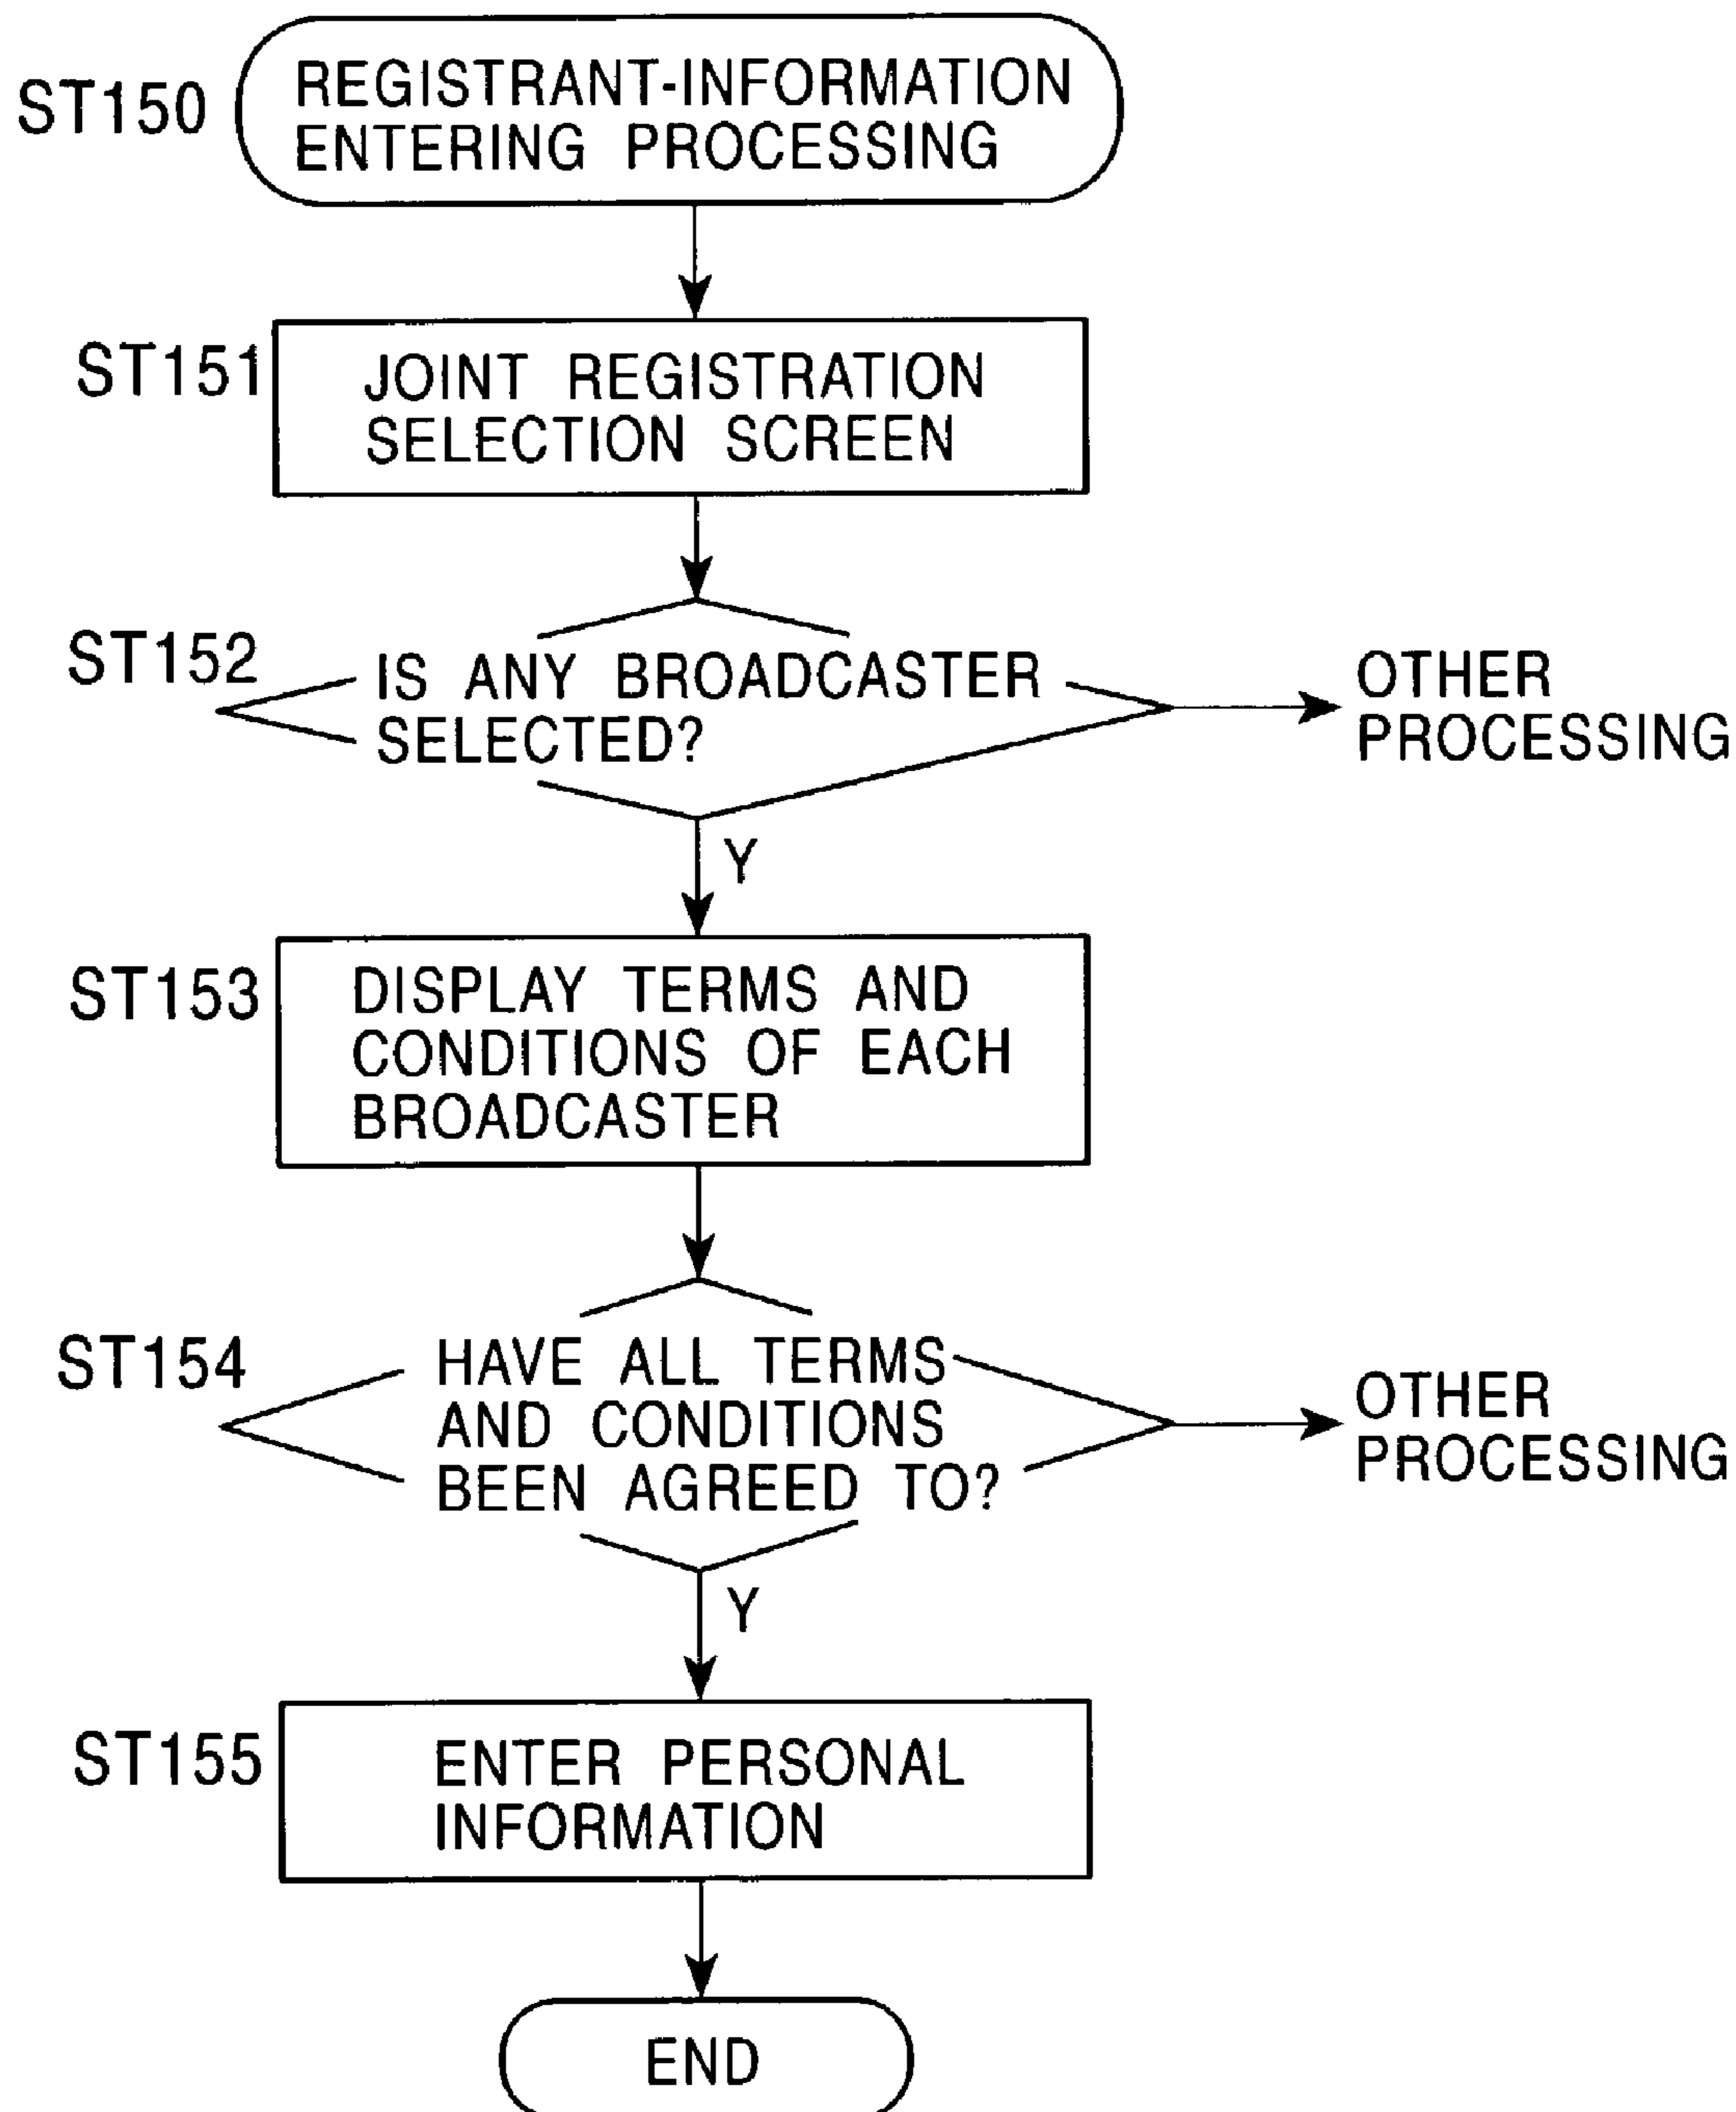 ST150
REGISTRANT-INFORMATION
ENTERING PROCESSING
ST151
JOINT REGISTRATION
SELECTION SCREEN
ST152
IS ANY BROADCASTER
SELECTED?
OTHER
PROCESSING
Y
ST153
DISPLAY TERMS AND
CONDITIONS OF EACH
BROADCASTER
ST154
HAVE ALL TERMS
AND CONDITIONS
BEEN AGREED TO?
OTHER
PROCESSING
Y
ST155
ENTER PERSONAL
INFORMATION
END